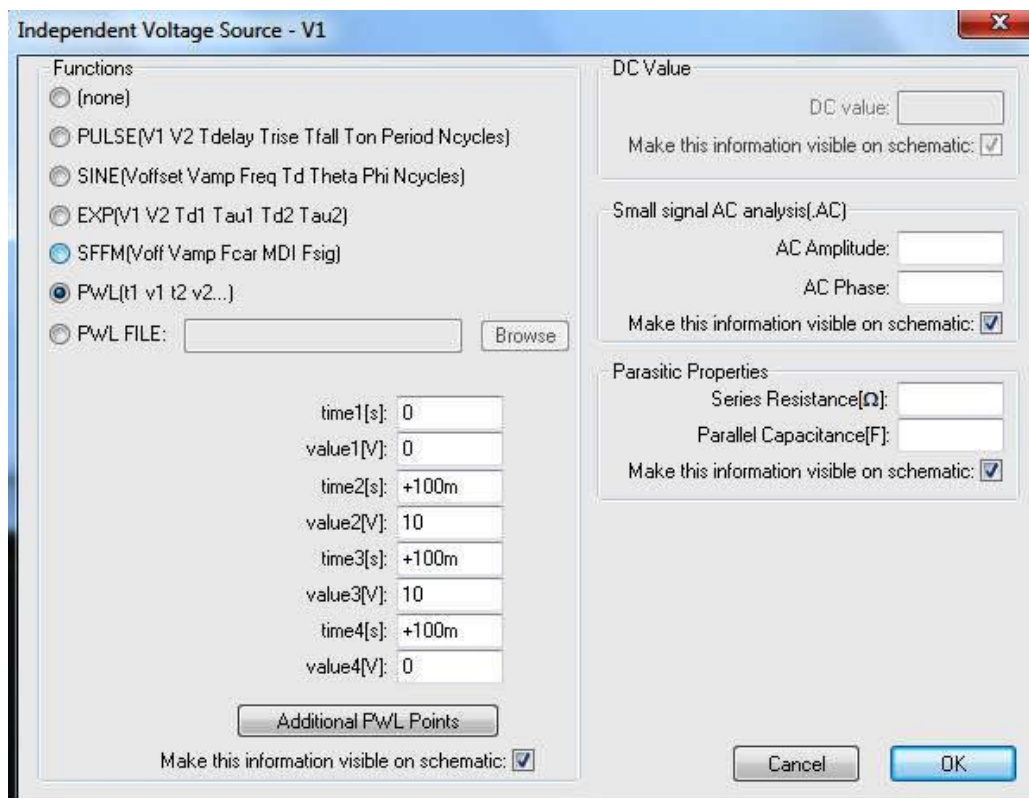 Independent Voltage Source - V1
X
Functions
(none)
PULSE(V1 V2 Tdelay Trise Tfall Ton Period Ncycles)
SINE(Voffset Vamp Freq Td Theta Phi Ncycles)
EXP(V1 V2 Td1 Tau1 Td2 Tau2)
SFFM(Voff Vamp Fcar MDI Fsig)
PWL(t1 v1 t2 v2...)
PWL FILE:
Browse
time1[s]: 0
value1[V]: 0
time2[s]: +100m
value2[V]: 10
time3[s]: +100m
value3[V]: 10
time4[s]: +100m
value4[V]: 0
Additional PWL Points
Make this information visible on schematic:
DC Value
DC value:
Make this information visible on schematic:
Small signal AC analysis(.AC)
AC Amplitude:
AC Phase:
Make this information visible on schematic:
Parasitic Properties
Series Resistance[Ω]:
Parallel Capacitance[F]:
Make this information visible on schematic:
Cancel
OK